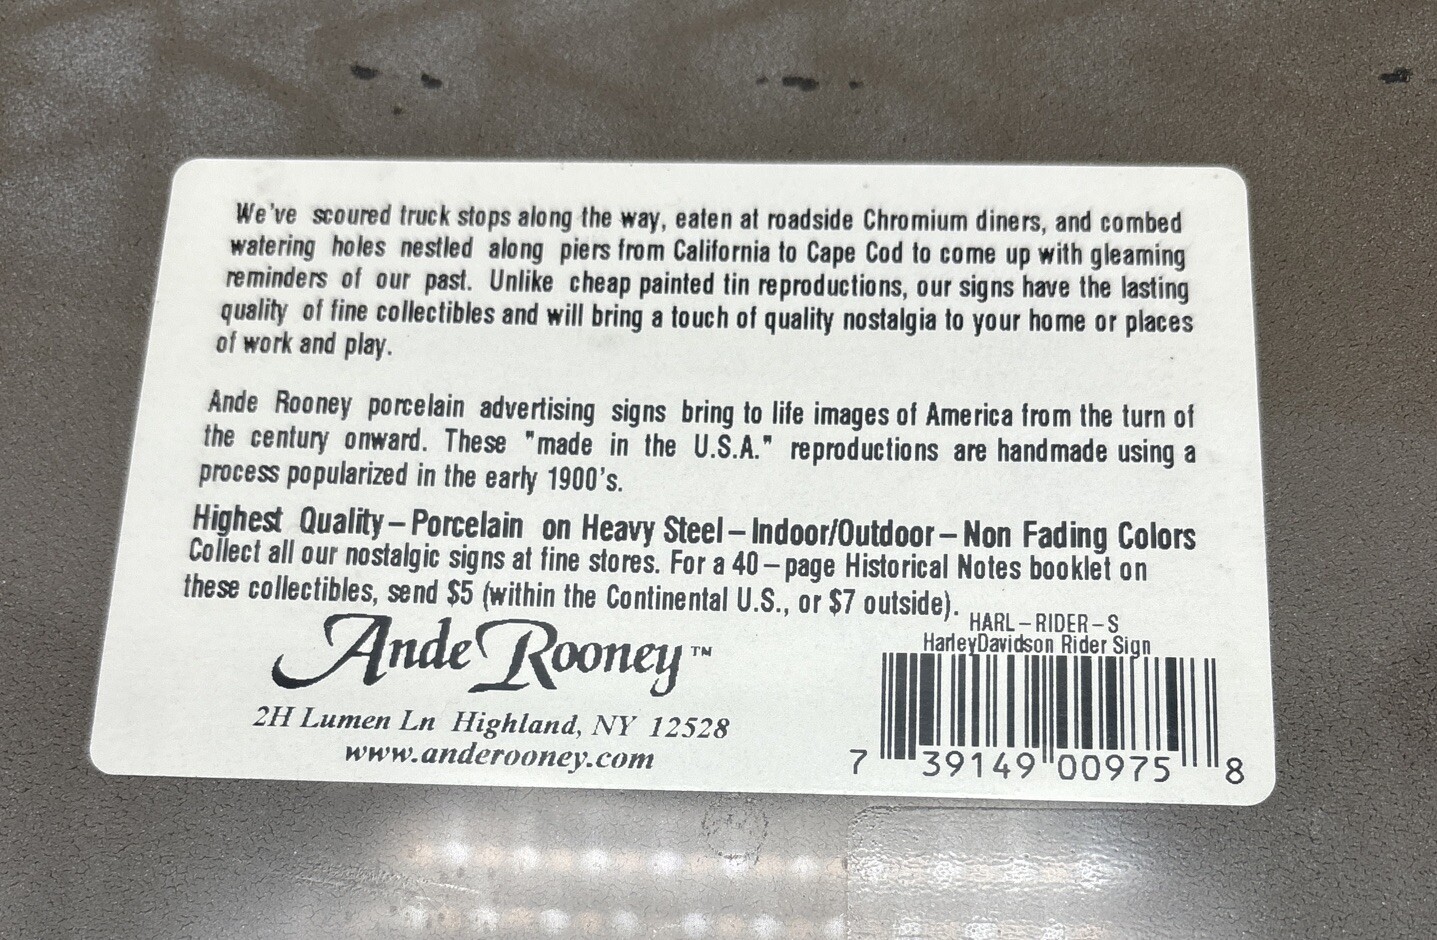 We've scoured truck stops along the way, eaten at roadside Chromium diners, and combed
watering holes nestled along piers from California to Cape Cod to come up with gleaming
reminders of our past. Unlike cheap painted tin reproductions, our signs have the lasting
quality of fine collectibles and will bring a touch of quality nostalgia to your home or places
of work and play.
Ande Rooney porcelain advertising signs bring to life images of America from the turn of
the century onward. These "made in the U.S.A." reproductions are handmade using a
process popularized in the early 1900's.
Highest Quality – Porcelain on Heavy Steel – Indoor/Outdoor – Non Fading Colors
Collect all our nostalgic signs at fine stores. For a 40 – page Historical Notes booklet on
these collectibles, send $5 (within the Continental U.S., or $7 outside).
HARL – RIDER – S
HarleyDavidson Rider Sign
Ande Rooney™
2H Lumen Ln Highland, NY 12528
www.anderooney.com
7 39149 00975 8